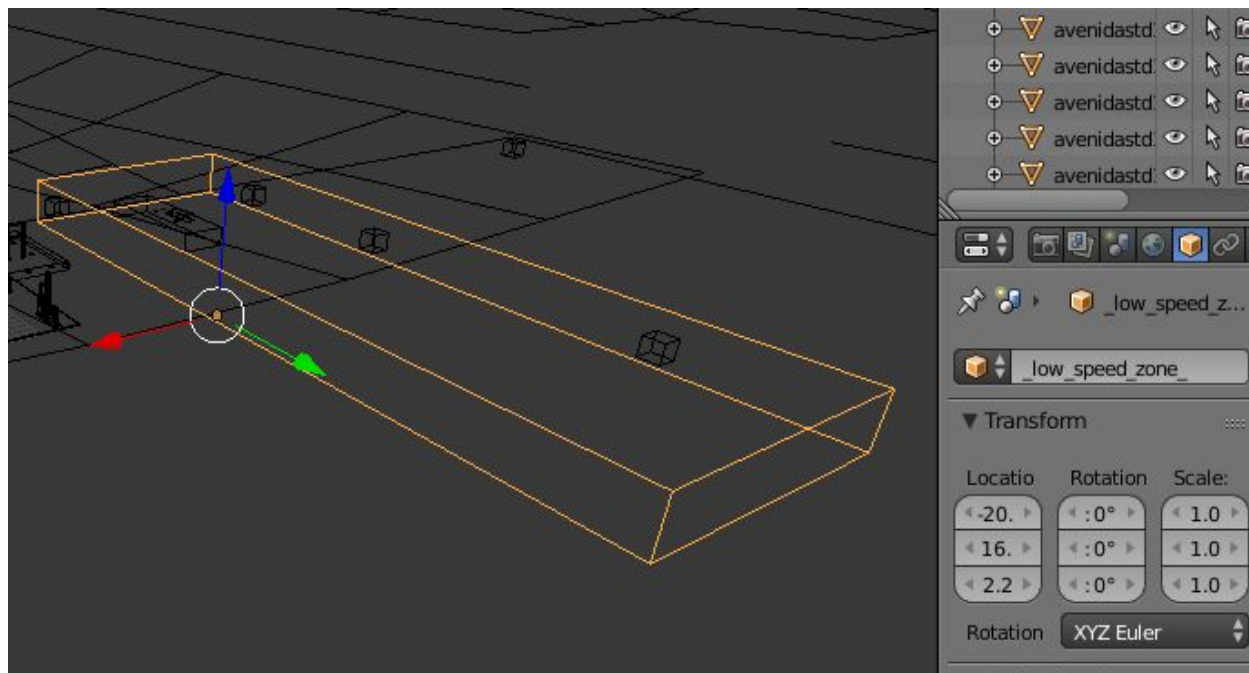 avenidastd
avenidastd
avenidastd
avenidastd
avenidastd
_low_speed_z...
_low_speed_zone_
Transform
Locatio Rotation Scale:
-20. :0° 1.0
16. :0° 1.0
2.2 :0° 1.0
Rotation XYZ Euler